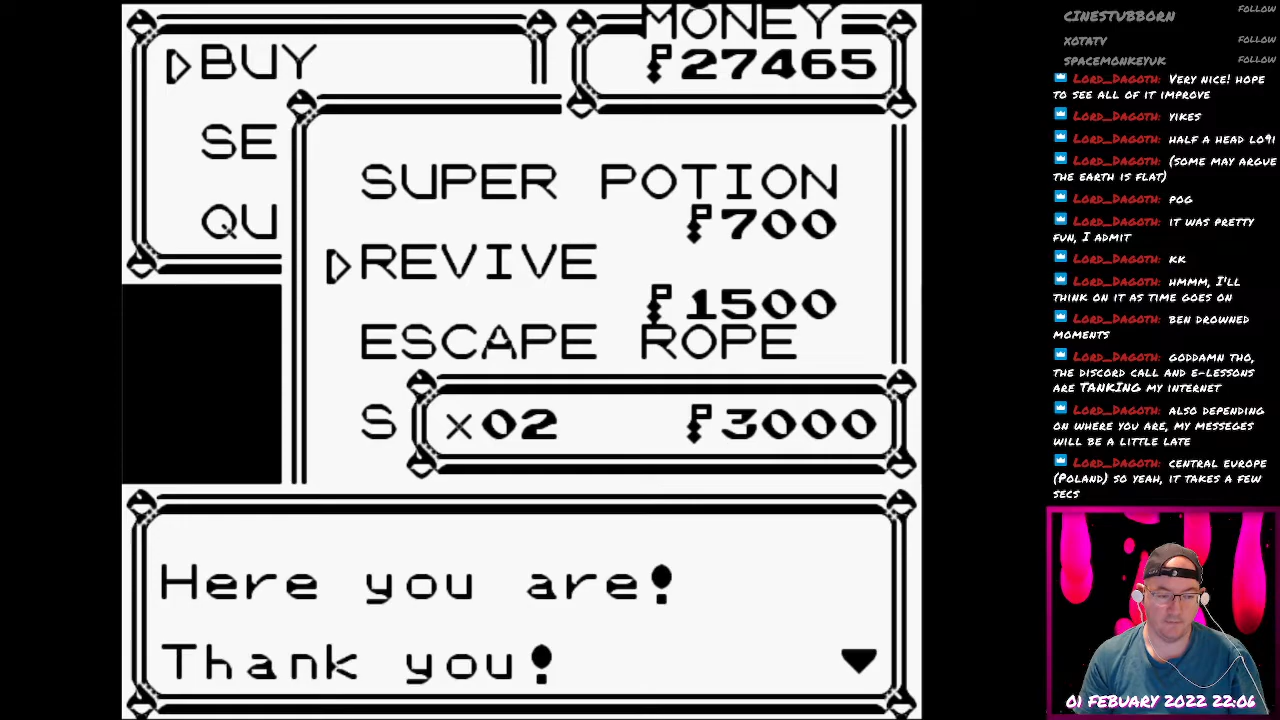 BUY
SE
QU
MONEY
₽27465
SUPER POTION
₽700
REVIVE
₽1500
ESCAPE ROPE
S
×02 ₽3000
Here you are!
Thank you!
CINESTUBBORN FOLLOW
XOTATV FOLLOW
SPACEMONKEYUK FOLLOW
LORD_DAGOTH: VERY NICE! HOPE
TO SEE ALL OF IT IMPROVE
LORD_DAGOTH: YIKES
LORD_DAGOTH: HALF A HEAD LO9I
LORD_DAGOTH: (SOME MAY ARGUE
THE EARTH IS FLAT)
LORD_DAGOTH: POG
LORD_DAGOTH: IT WAS PRETTY
FUN, I ADMIT
LORD_DAGOTH: KK
LORD_DAGOTH: HMMM, I'LL
THINK ON IT AS TIME GOES ON
LORD_DAGOTH: BEN DROWNED
MOMENTS
LORD_DAGOTH: GODDAMN THO,
THE DISCORD CALL AND E-LESSONS
ARE TANKING MY INTERNET
LORD_DAGOTH: ALSO DEPENDING
ON WHERE YOU ARE, MY MESSEGES
WILL BE A LITTLE LATE
LORD_DAGOTH: CENTRAL EUROPE
(POLAND) SO YEAH, IT TAKES A FEW
SECS
01 FEBUARY 2022 22:06